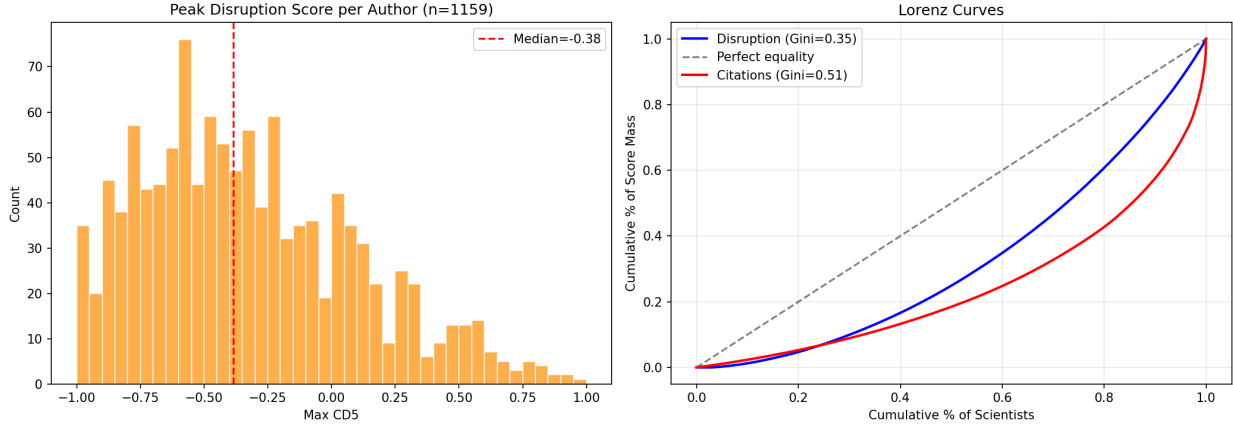 Peak Disruption Score per Author (n=1159)
Median=-0.38
Count
70
60
50
40
30
20
10
0
−1.00
−0.75
−0.50
−0.25
0.00
0.25
0.50
0.75
1.00
Max CD5
Lorenz Curves
Disruption (Gini=0.35)
Perfect equality
Citations (Gini=0.51)
Cumulative % of Score Mass
1.0
0.8
0.6
0.4
0.2
0.0
0.0
0.2
0.4
0.6
0.8
1.0
Cumulative % of Scientists